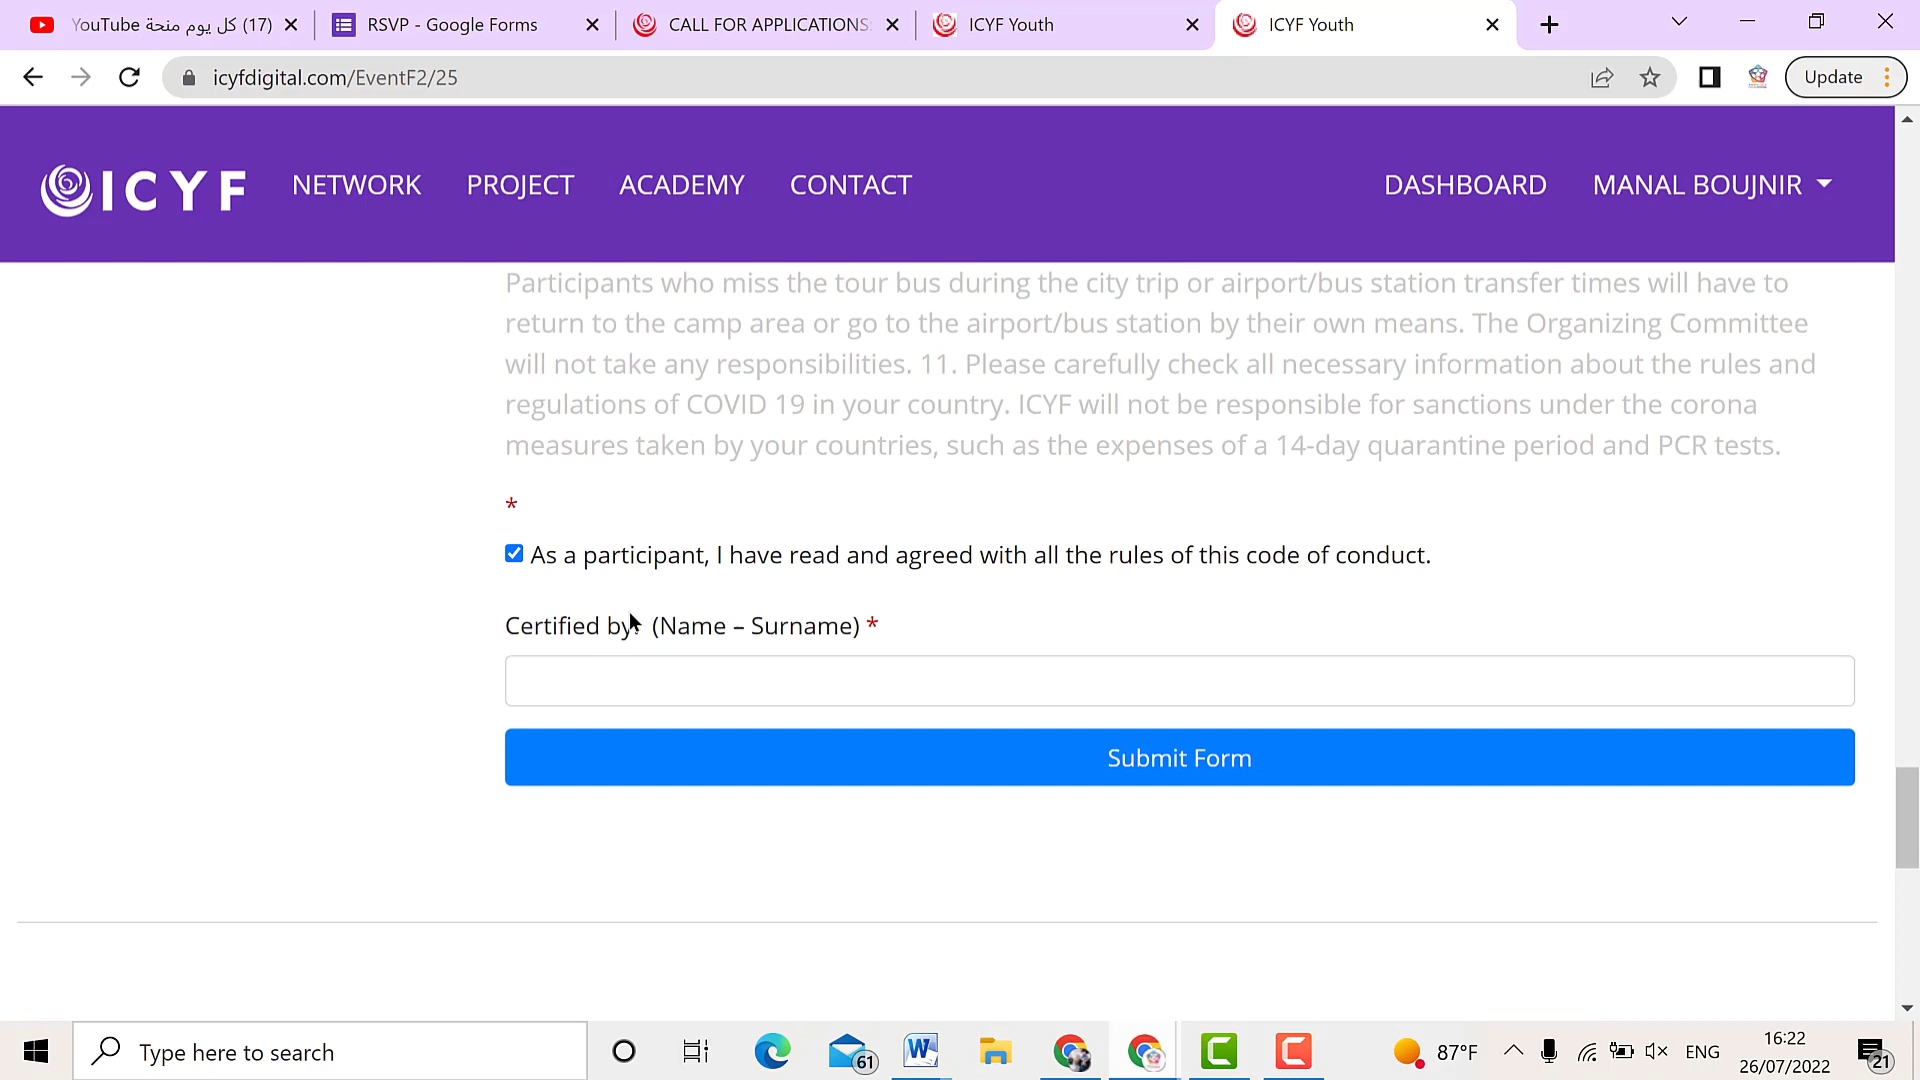 YouTube كل يوم منحة (17)
RSVP - Google Forms
CALL FOR APPLICATIONS:
ICYF Youth
ICYF Youth
icyfdigital.com/EventF2/25
Update
ICYF
NETWORK
PROJECT
ACADEMY
CONTACT
DASHBOARD
MANAL BOUJNIR
Participants who miss the tour bus during the city trip or airport/bus station transfer times will have to
return to the camp area or go to the airport/bus station by their own means. The Organizing Committee
will not take any responsibilities. 11. Please carefully check all necessary information about the rules and
regulations of COVID 19 in your country. ICYF will not be responsible for sanctions under the corona
measures taken by your countries, such as the expenses of a 14-day quarantine period and PCR tests.
*
As a participant, I have read and agreed with all the rules of this code of conduct.
Certified by: (Name – Surname) *
Submit Form
Type here to search
61
87°F
ENG
16:22
26/07/2022
21